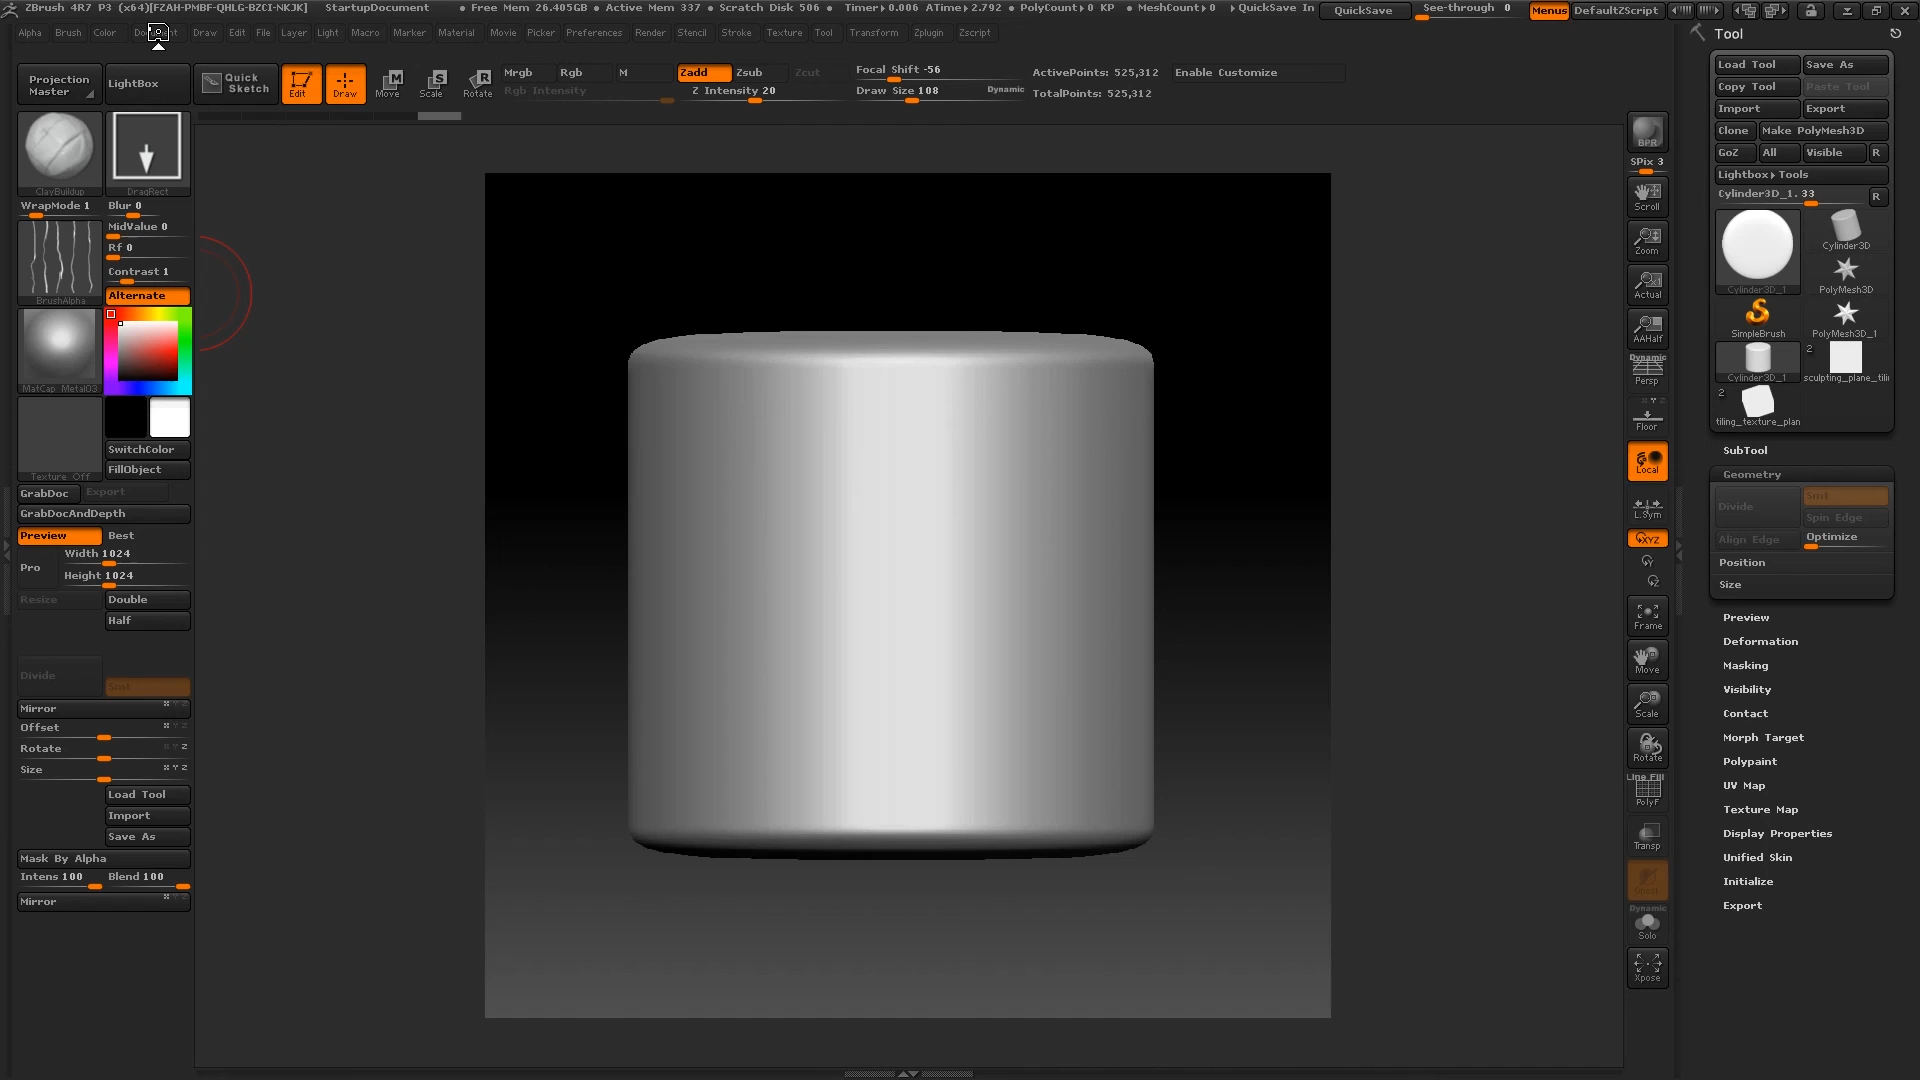 ZBrush 4R7 P3 (x64)[FZAH-PMBF-QHLG-BZCI-NKJK] StartupDocument • Free Mem 26.405GB • Active Mem 337 • Scratch Disk 506 • Timer▸0.006 ATime▸2.792 • PolyCount▸0 KP • MeshCount▸0 ▸QuickSave In QuickSave See-through 0 Menus DefaultZScript
Alpha Brush Color Draw Edit File Layer Light Macro Marker Material Movie Picker Preferences Render Stencil Stroke Texture Tool Transform Zplugin Zscript
Projection Master
LightBox
Quick Sketch
Edit
Draw
Move
Scale
Rotate
Mrgb Rgb M Zadd Zsub Zcut
Rgb Intensity Z Intensity 20
Focal Shift -56
Draw Size 108 Dynamic
ActivePoints: 525,312
TotalPoints: 525,312
Enable Customize
ClayBuildup
DragRect
WrapMode 1 Blur 0
MidValue 0
Rf 0
Contrast 1
BrushAlpha
Alternate
MatCap Metal03
SwitchColor
FillObject
Texture Off
GrabDoc Export
GrabDocAndDepth
Preview Best
Pro Width 1024
Height 1024
Resize Double
Half
Divide
Smt
Mirror X Y Z
Offset X Y Z
Rotate X Y Z
Size X Y Z
Load Tool
Import
Save As
Mask By Alpha
Intens 100 Blend 100
Mirror X Y Z
BPR
SPix 3
Scroll
Zoom
Actual
AAHalf
Dynamic
Persp
X Y Z
Floor
Local
L.Sym
XYZ
Y
Z
Frame
Move
Scale
Rotate
Line Fill
PolyF
Transp
Ghost
Dynamic
Solo
Xpose
Tool
Load Tool Save As
Copy Tool Paste Tool
Import Export
Clone Make PolyMesh3D
GoZ All Visible R
Lightbox▸Tools
Cylinder3D_1. 33 R
Cylinder3D_1
Cylinder3D
PolyMesh3D
SimpleBrush
PolyMesh3D_1
Cylinder3D_1
2
sculpting_plane_tili
2
tiling_texture_plan
SubTool
Geometry
Divide Smt
Spin Edge
Align Edge Optimize
Position
Size
Preview
Deformation
Masking
Visibility
Contact
Morph Target
Polypaint
UV Map
Texture Map
Display Properties
Unified Skin
Initialize
Export